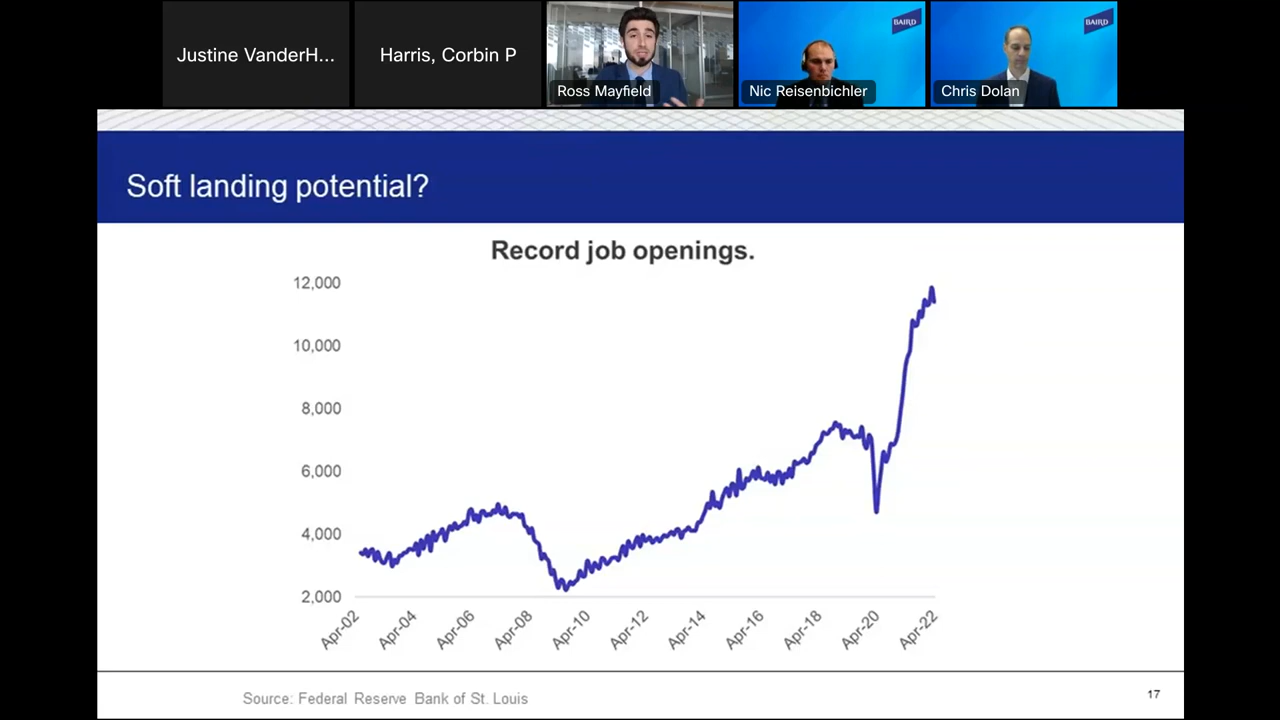 Justine VanderH...
Harris, Corbin P
Ross Mayfield
BAIRD
Nic Reisenbichler
BAIRD
Chris Dolan
Soft landing potential?
Record job openings.
12,000
10,000
8,000
6,000
4,000
2,000
Apr-02
Apr-04
Apr-06
Apr-08
Apr-10
Apr-12
Apr-14
Apr-16
Apr-18
Apr-20
Apr-22
Source: Federal Reserve Bank of St. Louis
17